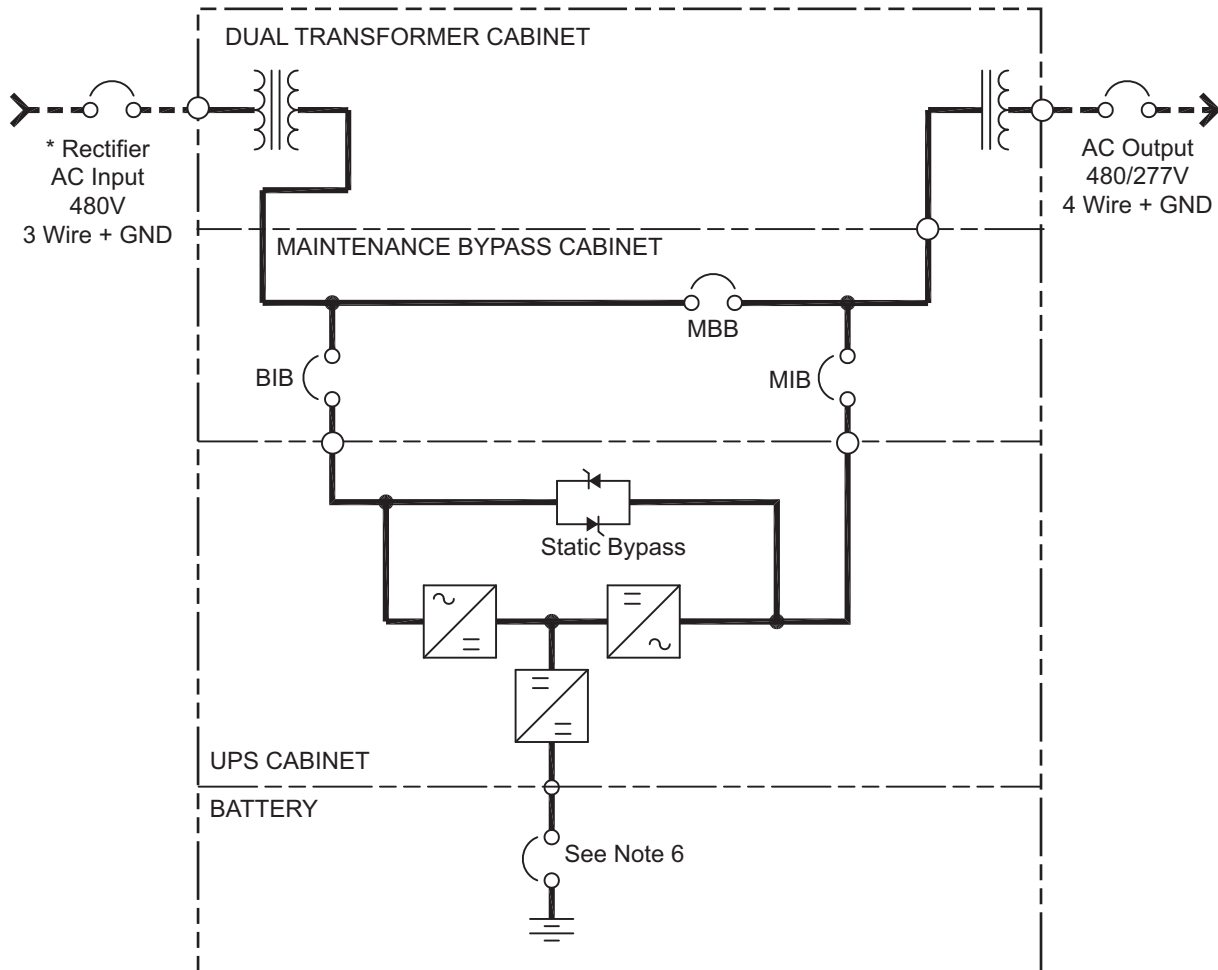 DUAL TRANSFORMER CABINET
* Rectifier
AC Input
480V
3 Wire + GND
AC Output
480/277V
4 Wire + GND
MAINTENANCE BYPASS CABINET
MBB
BIB
MIB
Static Bypass
UPS CABINET
BATTERY
See Note 6